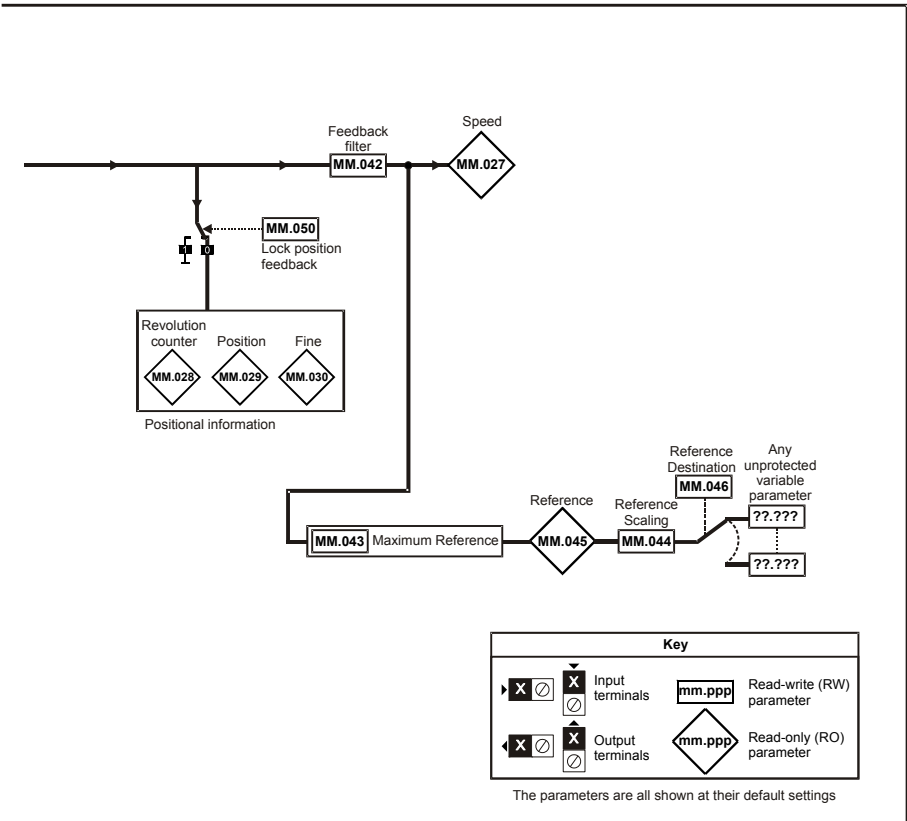 Speed
Feedback
filter
MM.042
MM.027
MM.050
Lock position
feedback
1 0
Revolution
counter
Position
Fine
MM.028
MM.029
MM.030
Positional information
Reference
Destination
MM.046
Any
unprotected
variable
parameter
??.???
??.???
Reference
MM.045
Reference
Scaling
MM.044
MM.043 Maximum Reference
Key
X
X
Input
terminals
mm.ppp
Read-write (RW)
parameter
X
X
Output
terminals
mm.ppp
Read-only (RO)
parameter
The parameters are all shown at their default settings